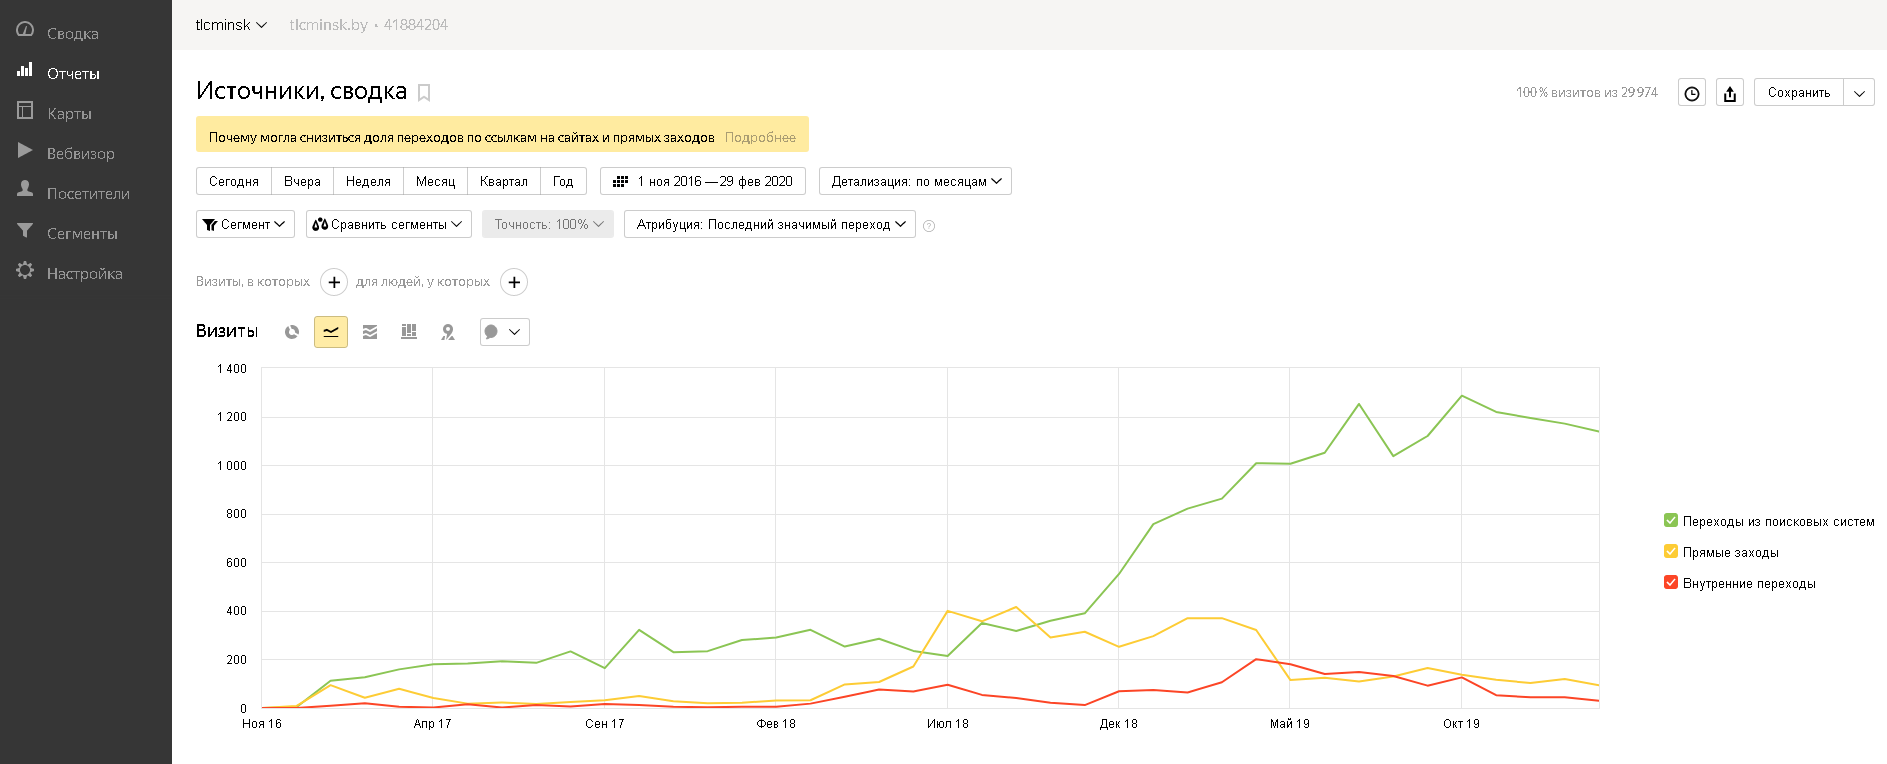 tlcminsk tlcminsk.by • 41884204
Сводка
Отчеты
Карты
Вебвизор
Посетители
Сегменты
Настройка
Источники, сводка
100 % визитов из 29 974 Сохранить
Почему могла снизиться доля переходов по ссылкам на сайтах и прямых заходов Подробнее
Сегодня Вчера Неделя Месяц Квартал Год 1 ноя 2016 — 29 фев 2020 Детализация: по месяцам
Сегмент Сравнить сегменты Точность: 100% Атрибуция: Последний значимый переход ?
Визиты, в которых + для людей, у которых +
Визиты
1 400
1 200
1 000
800
600
400
200
0
Ноя 16 Апр 17 Сен 17 Фев 18 Июл 18 Дек 18 Май 19 Окт 19
Переходы из поисковых систем
Прямые заходы
Внутренние переходы